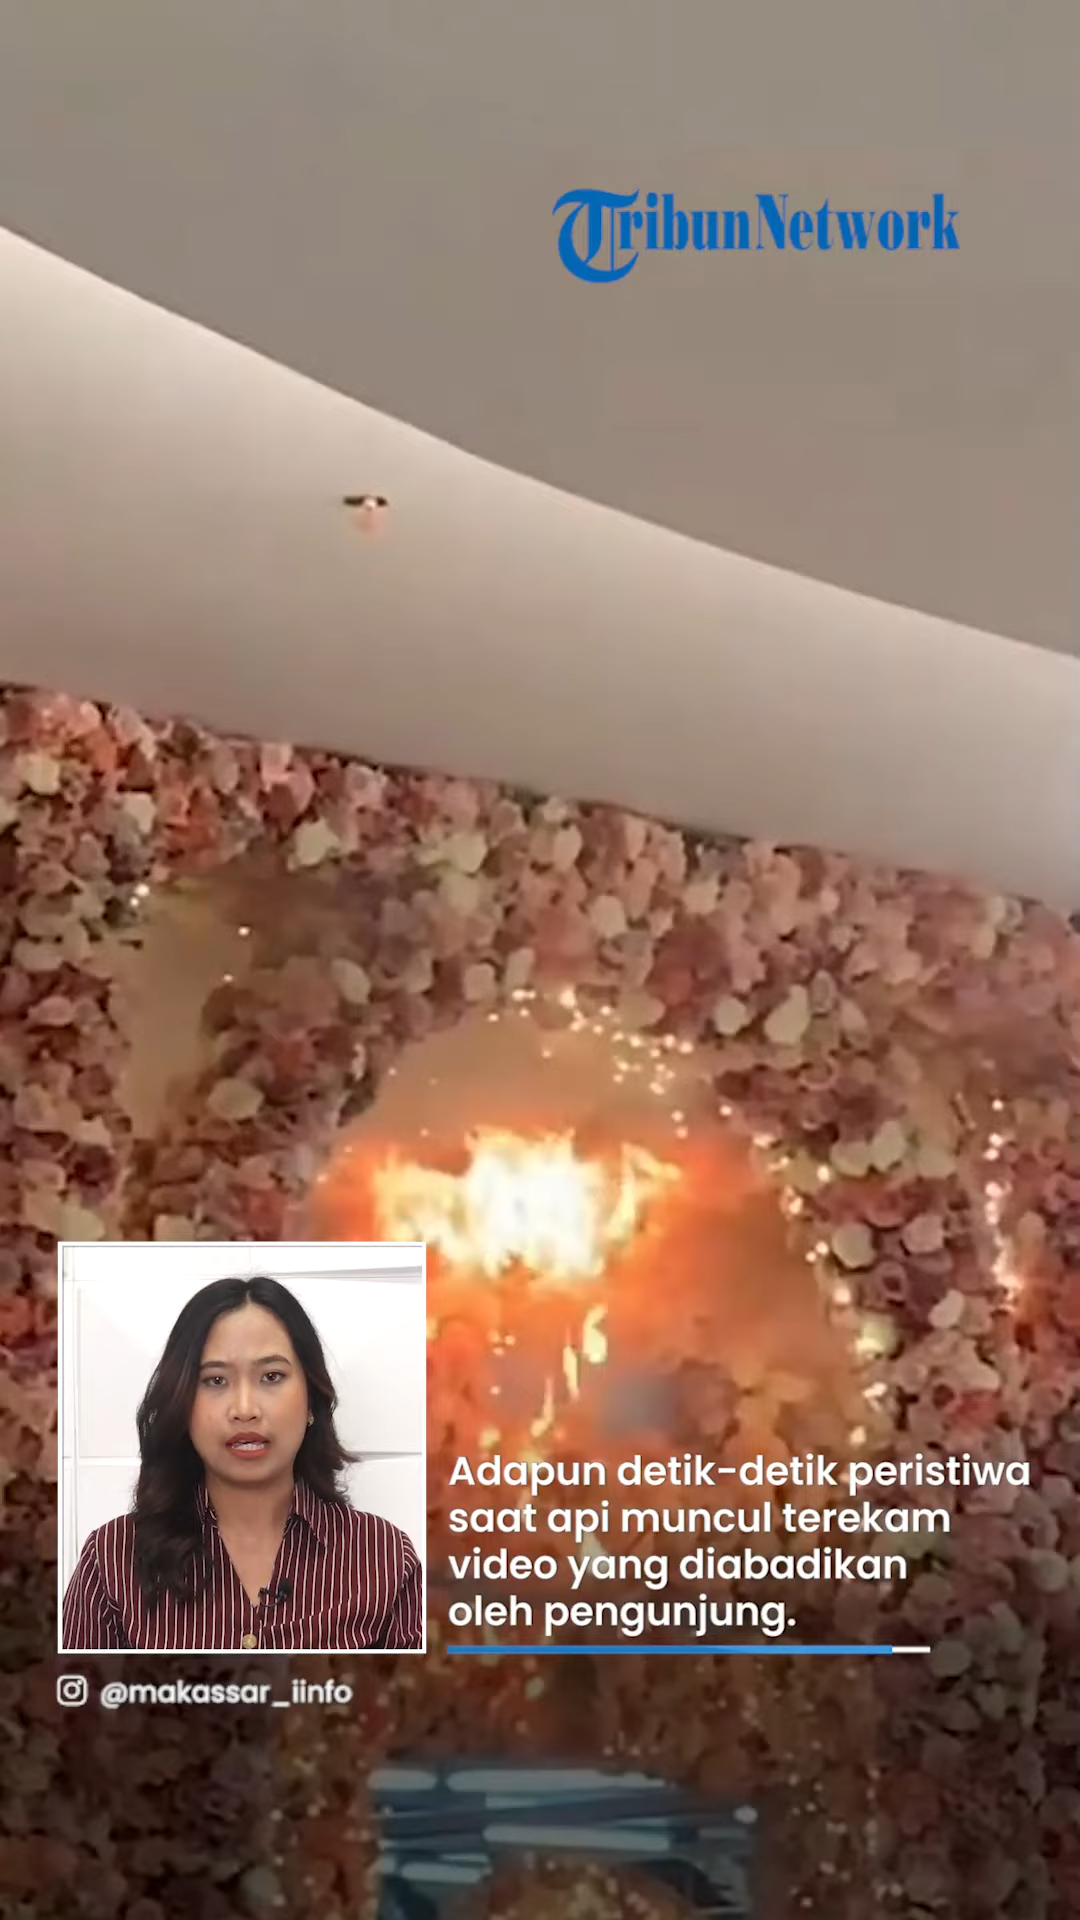 TribunNetwork
Adapun detik-detik peristiwa
saat api muncul terekam
video yang diabadikan
oleh pengunjung.
@makassar_iinfo